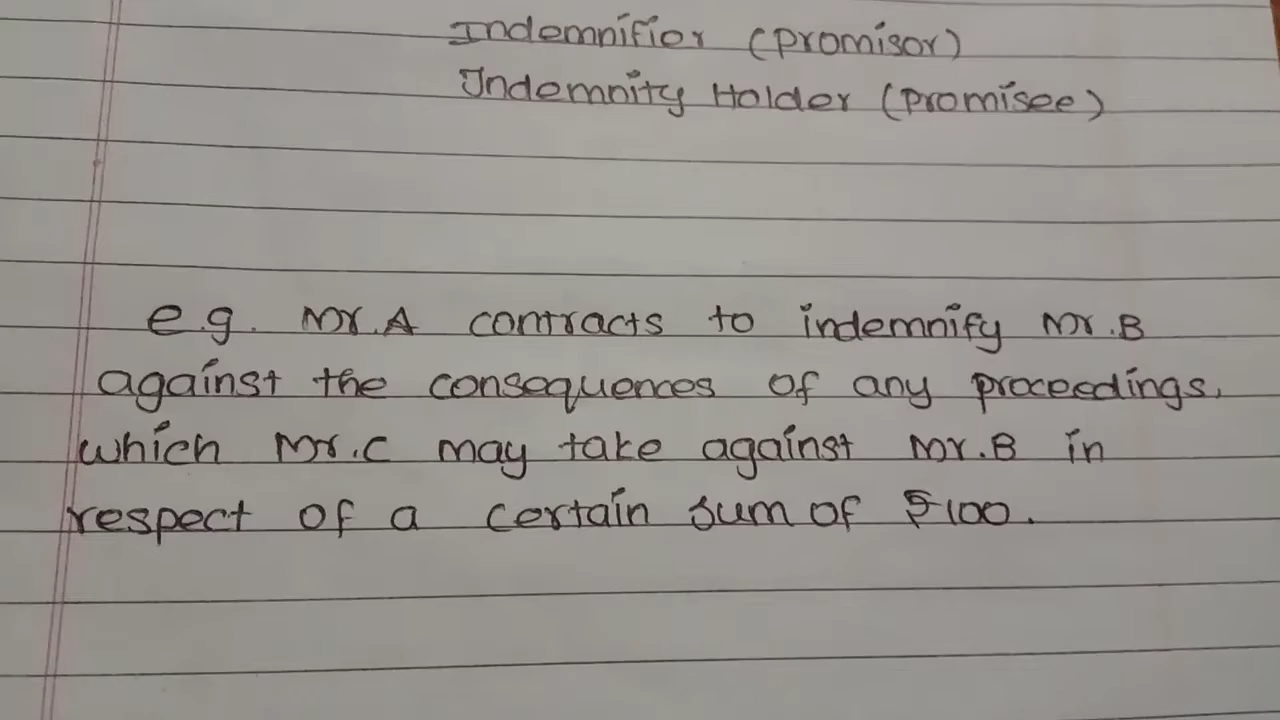 Indemnifior (promisor)
Indemnity Holder (promisee)
e.g. Mr.A contracts to indemnify Mr.B
against the consequences of any proceedings,
which Mr.C may take against Mr.B in
respect of a certain sum of ₹100.